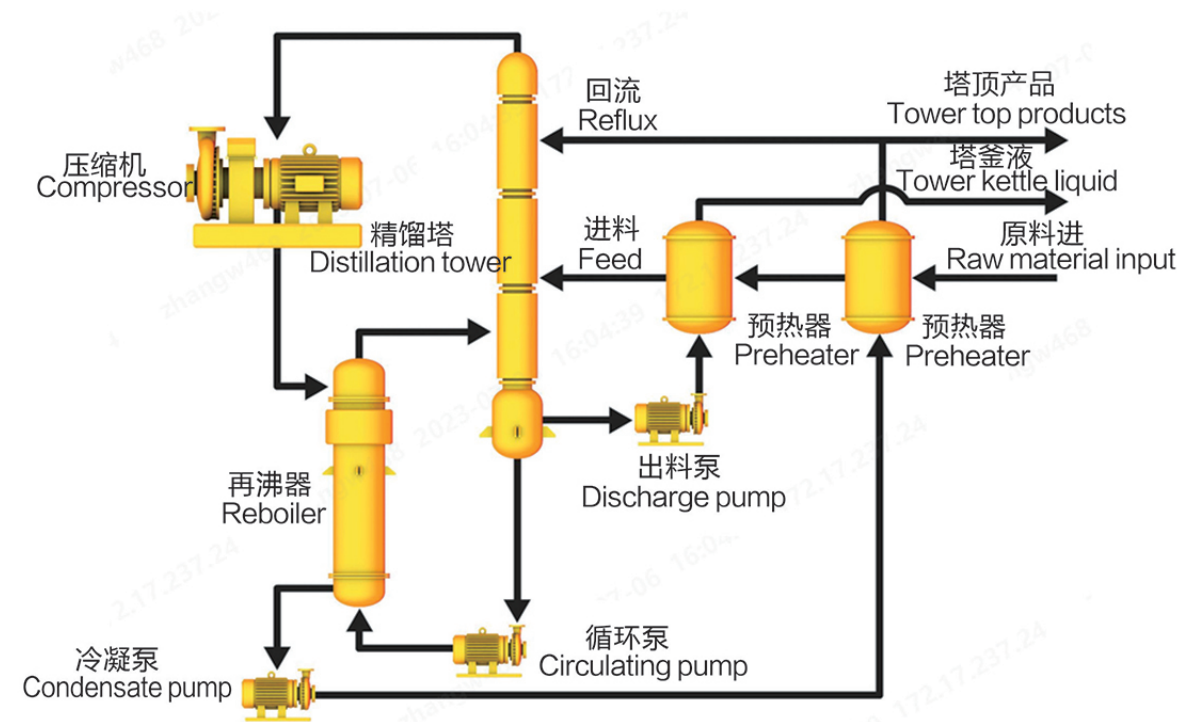 回流
Reflux
塔顶产品
Tower top products
压缩机
Compressor
塔釜液
Tower kettle liquid
精馏塔
Distillation tower
进料
Feed
原料进
Raw material input
预热器
Preheater
预热器
Preheater
再沸器
Reboiler
出料泵
Discharge pump
冷凝泵
Condensate pump
循环泵
Circulating pump